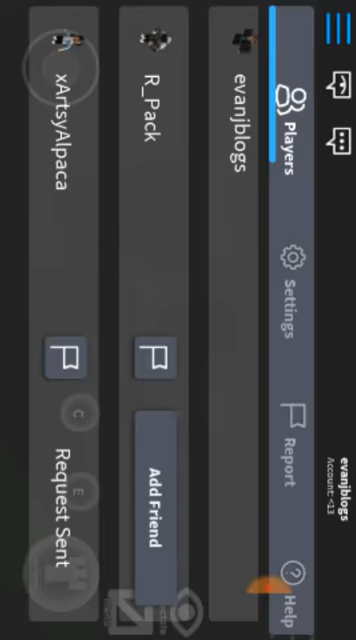 evanjblogs
Account: <13
Players
Settings
Report
Help
evanjblogs
R_Pack
Add Friend
xArtsyAlpaca
Request Sent
C
E